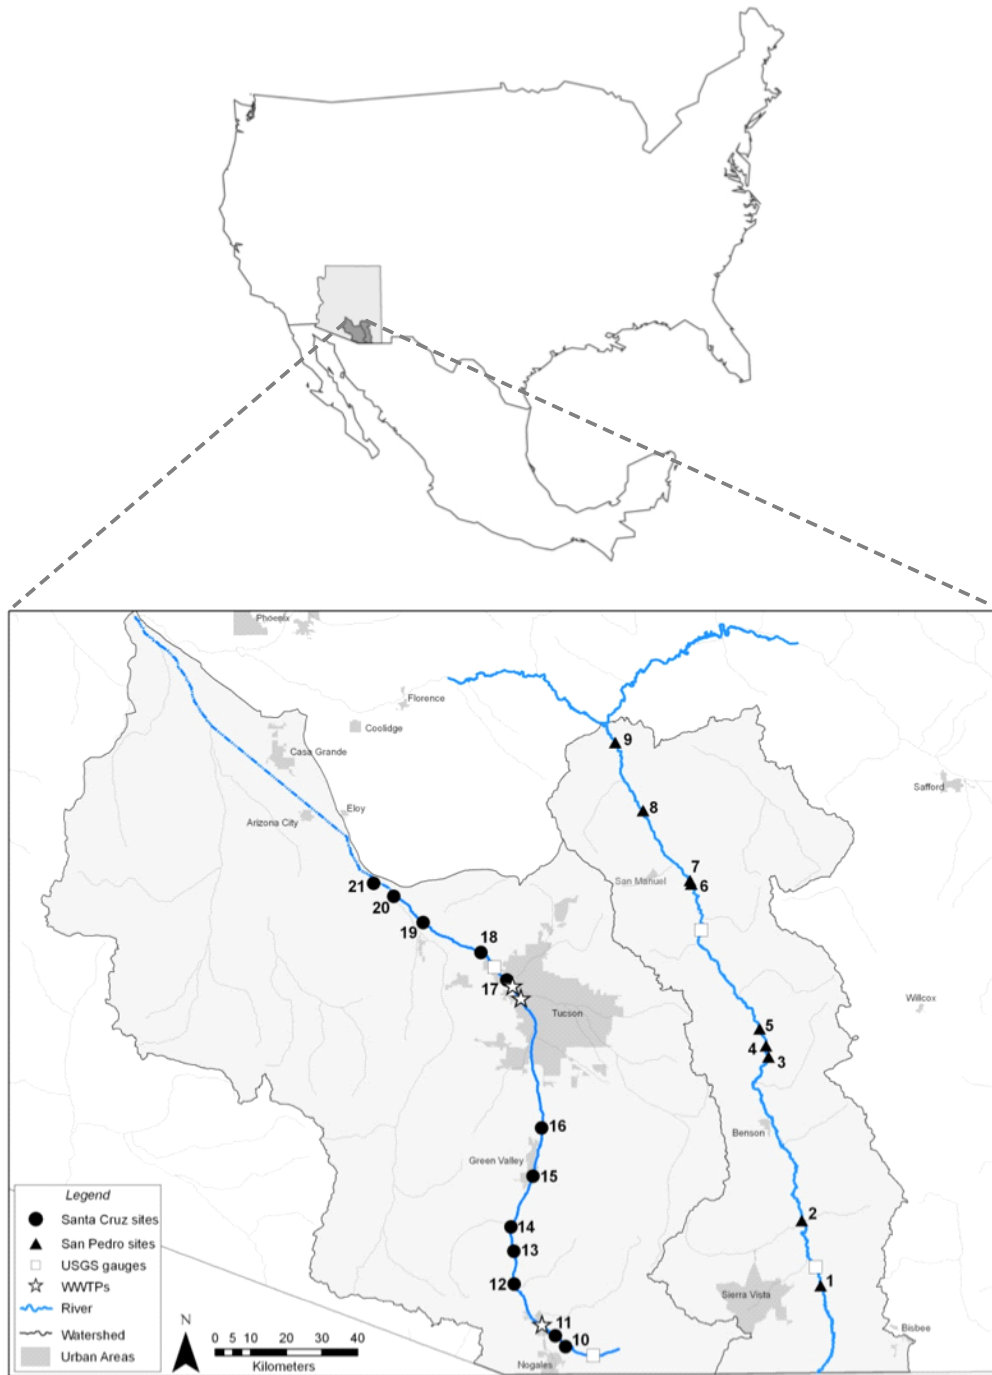 Phoenix
Florence
Coolidge
Casa Grande
Eloy
Arizona City
9
8
Safford
7
6
San Manuel
21
20
19
18
17
Tucson
Willcox
5
4
3
16
Benson
Green Valley
15
2
14
13
12
1
Sierra Vista
Bisbee
11
10
Nogales
Legend
Santa Cruz sites
San Pedro sites
USGS gauges
WWTPs
River
Watershed
Urban Areas
N
0 5 10 20 30 40
Kilometers